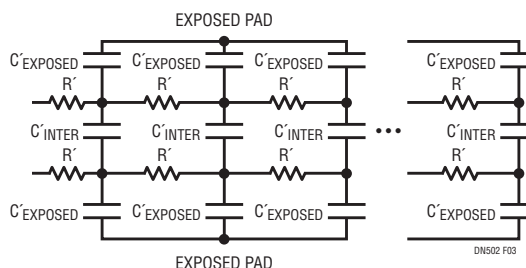 EXPOSED PAD
C´EXPOSED C´EXPOSED C´EXPOSED C´EXPOSED
R´ R´ R´ R´
C´INTER C´INTER C´INTER C´INTER
•••
R´ R´ R´ R´
C´EXPOSED C´EXPOSED C´EXPOSED C´EXPOSED
DN502 F03
EXPOSED PAD